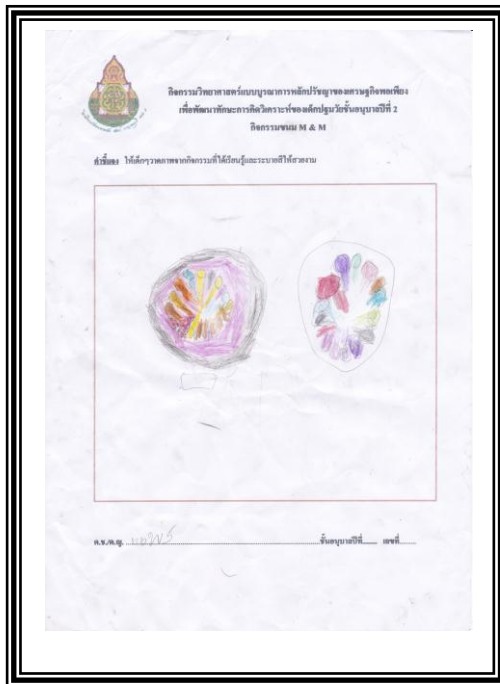 กิจกรรมวิทยาศาสตร์แบบบูรณาการหลักปรัชญาของเศรษฐกิจพอเพียง
เพื่อพัฒนาทักษะการคิดวิเคราะห์ของเด็กปฐมวัยชั้นอนุบาลปีที่ 2
กิจกรรมขนม M & M
คำชี้แจง ให้เด็กๆวาดภาพจากกิจกรรมที่ได้เรียนรู้และระบายสีให้สวยงาม
ด.ช./ด.ญ. ชั้นอนุบาลปีที่ เลขที่